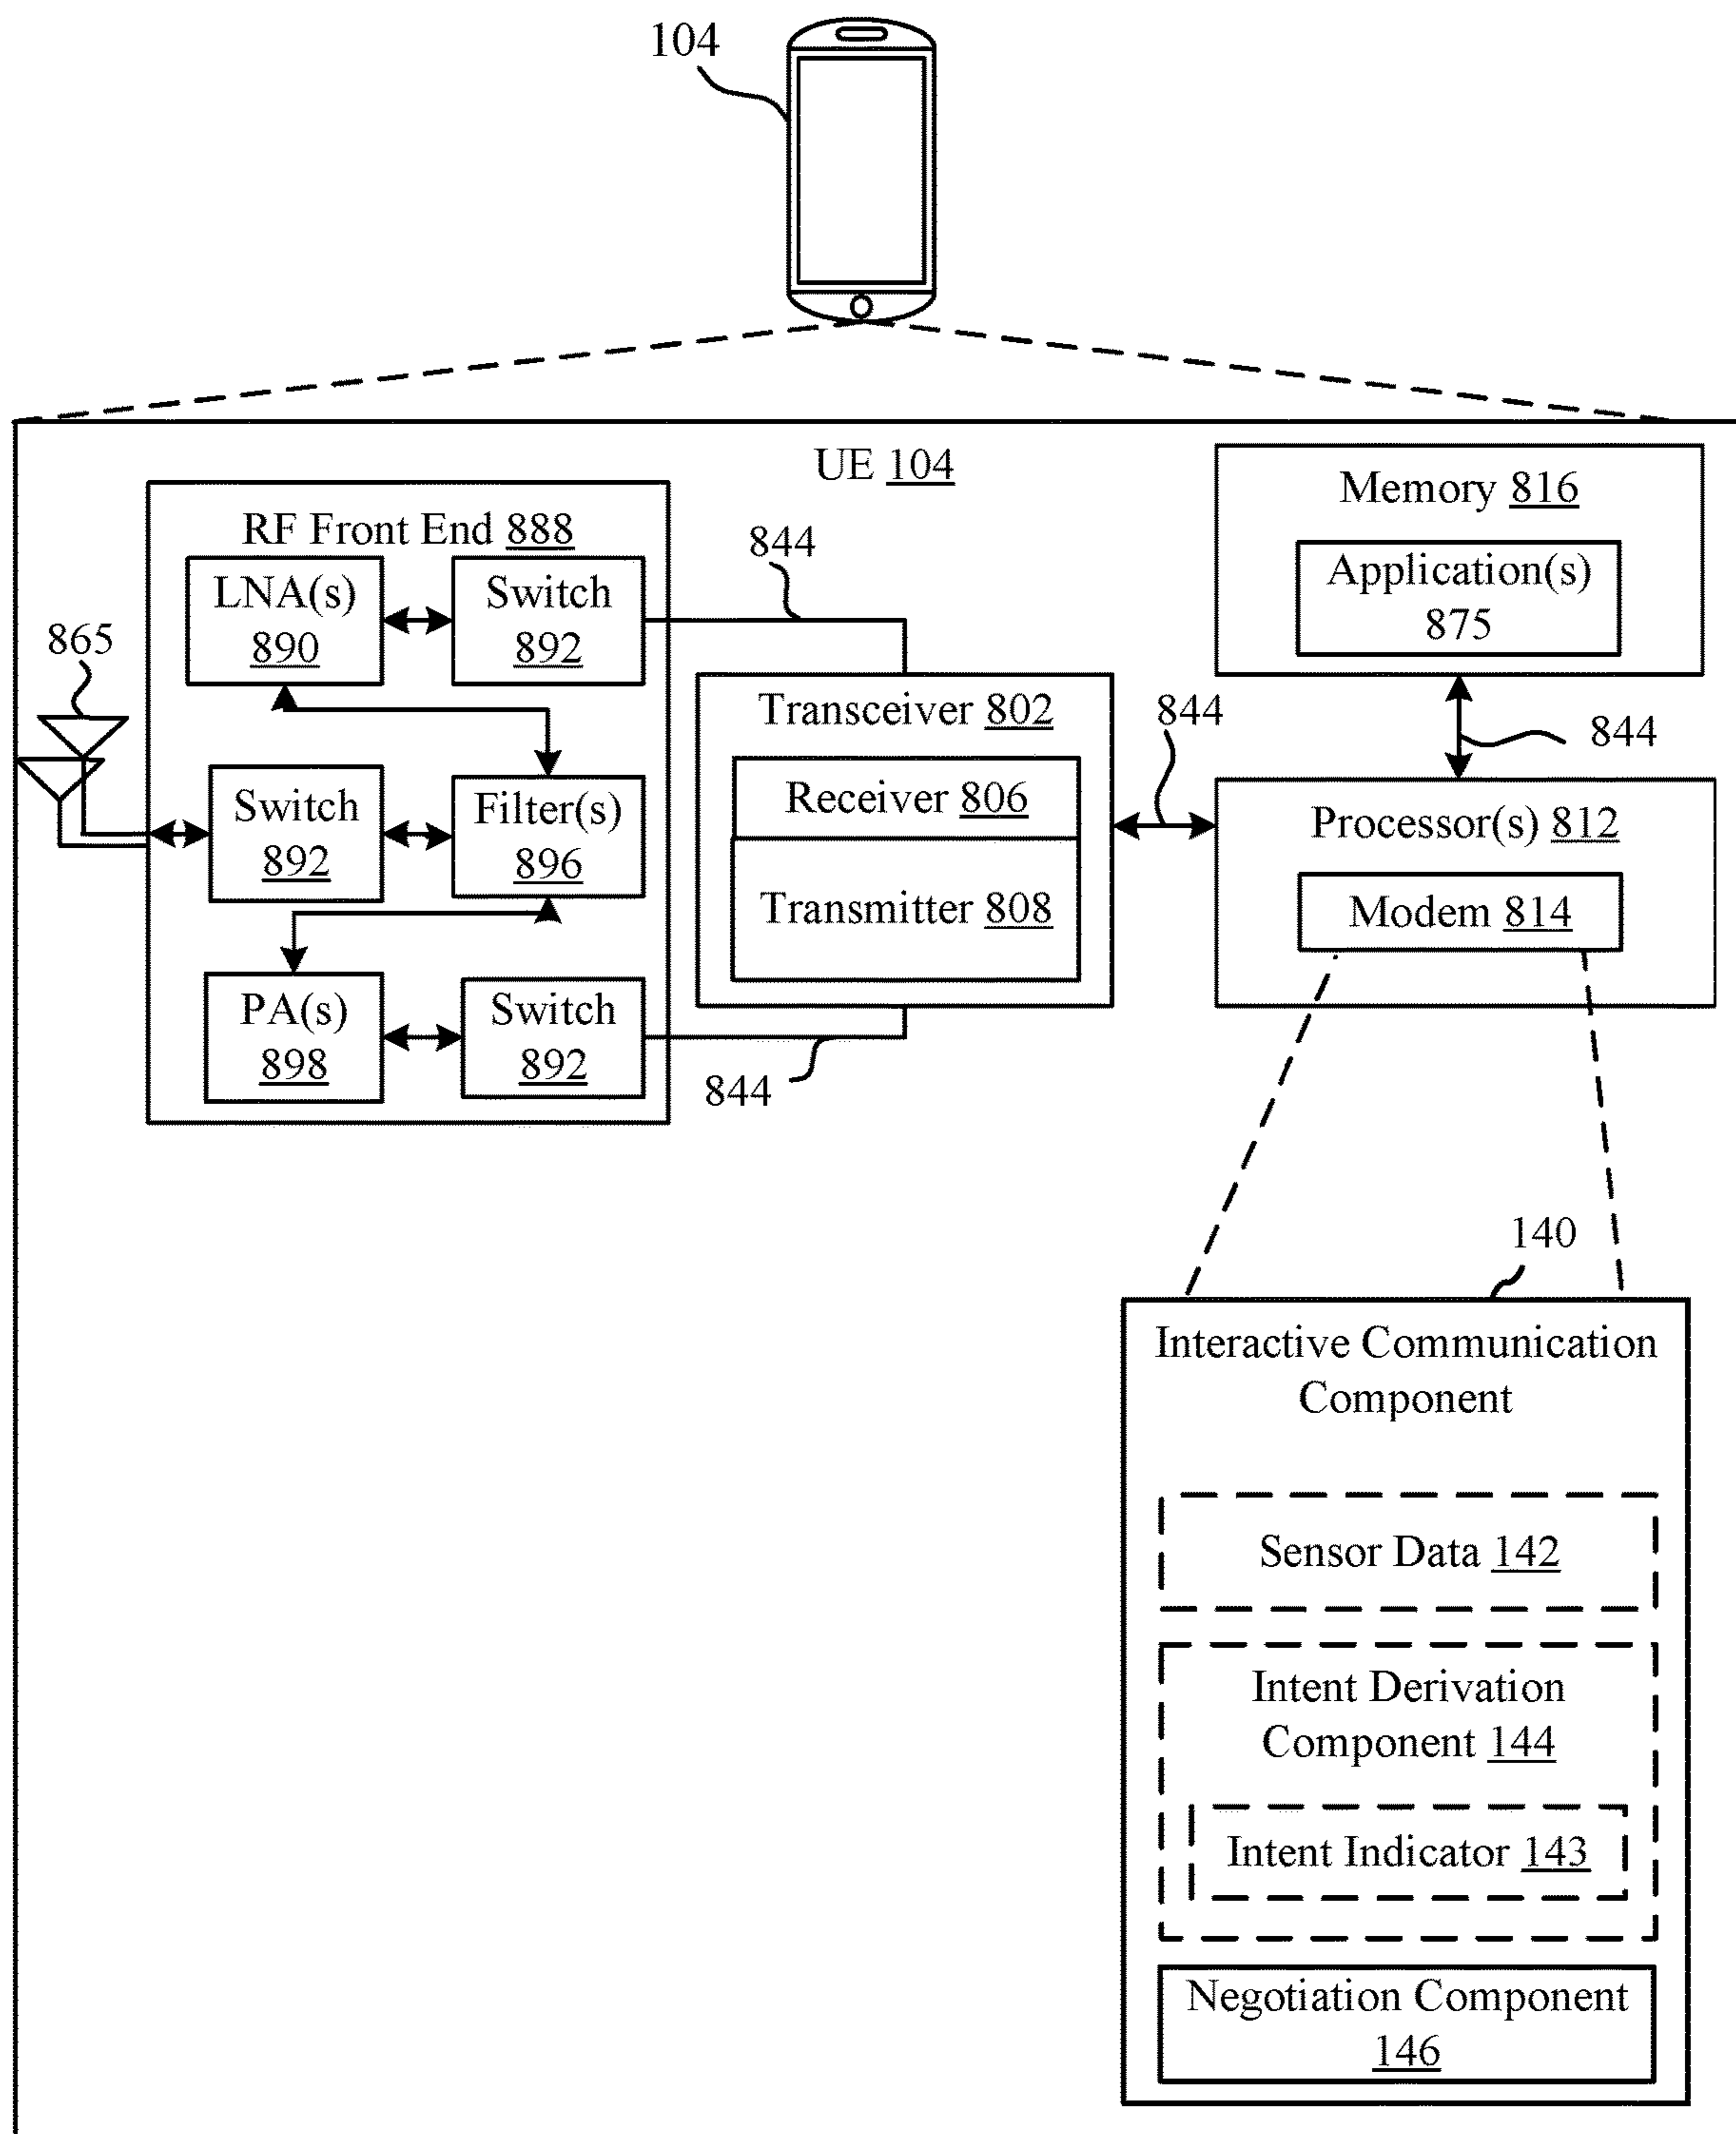 104
UE 104
RF Front End 888
LNA(s)
890
Switch
892
844
865
Switch
892
Filter(s)
896
PA(s)
898
Switch
892
844
Transceiver 802
Receiver 806
Transmitter 808
844
Memory 816
Application(s)
875
844
Processor(s) 812
Modem 814
140
Interactive Communication
Component
Sensor Data 142
Intent Derivation
Component 144
Intent Indicator 143
Negotiation Component
146